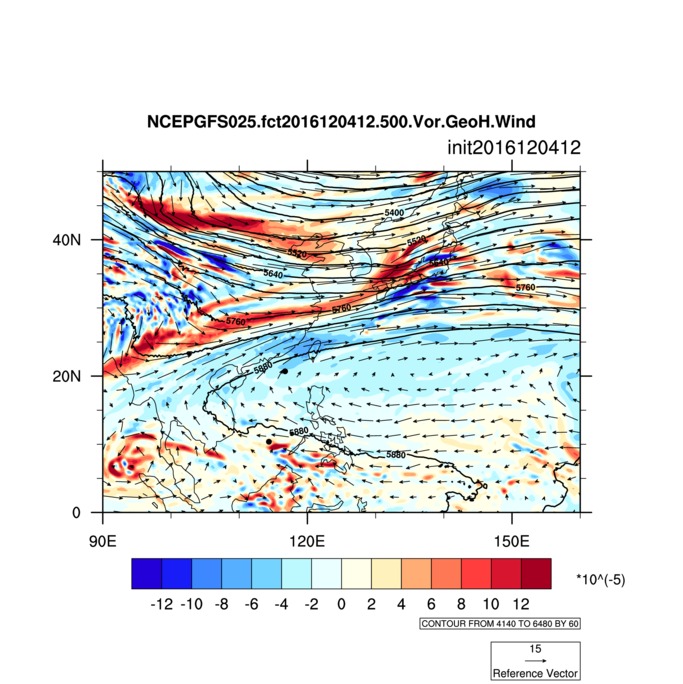 NCEPGFS025.fct2016120412.500.Vor.GeoH.Wind
init2016120412
5400
40N
5520
5520
5640
5640
5760
5760
5760
20N
5880
5880
5880
0
90E 120E 150E
-12 -10 -8 -6 -4 -2 0 2 4 6 8 10 12
*10^(-5)
CONTOUR FROM 4140 TO 6480 BY 60
15
Reference Vector